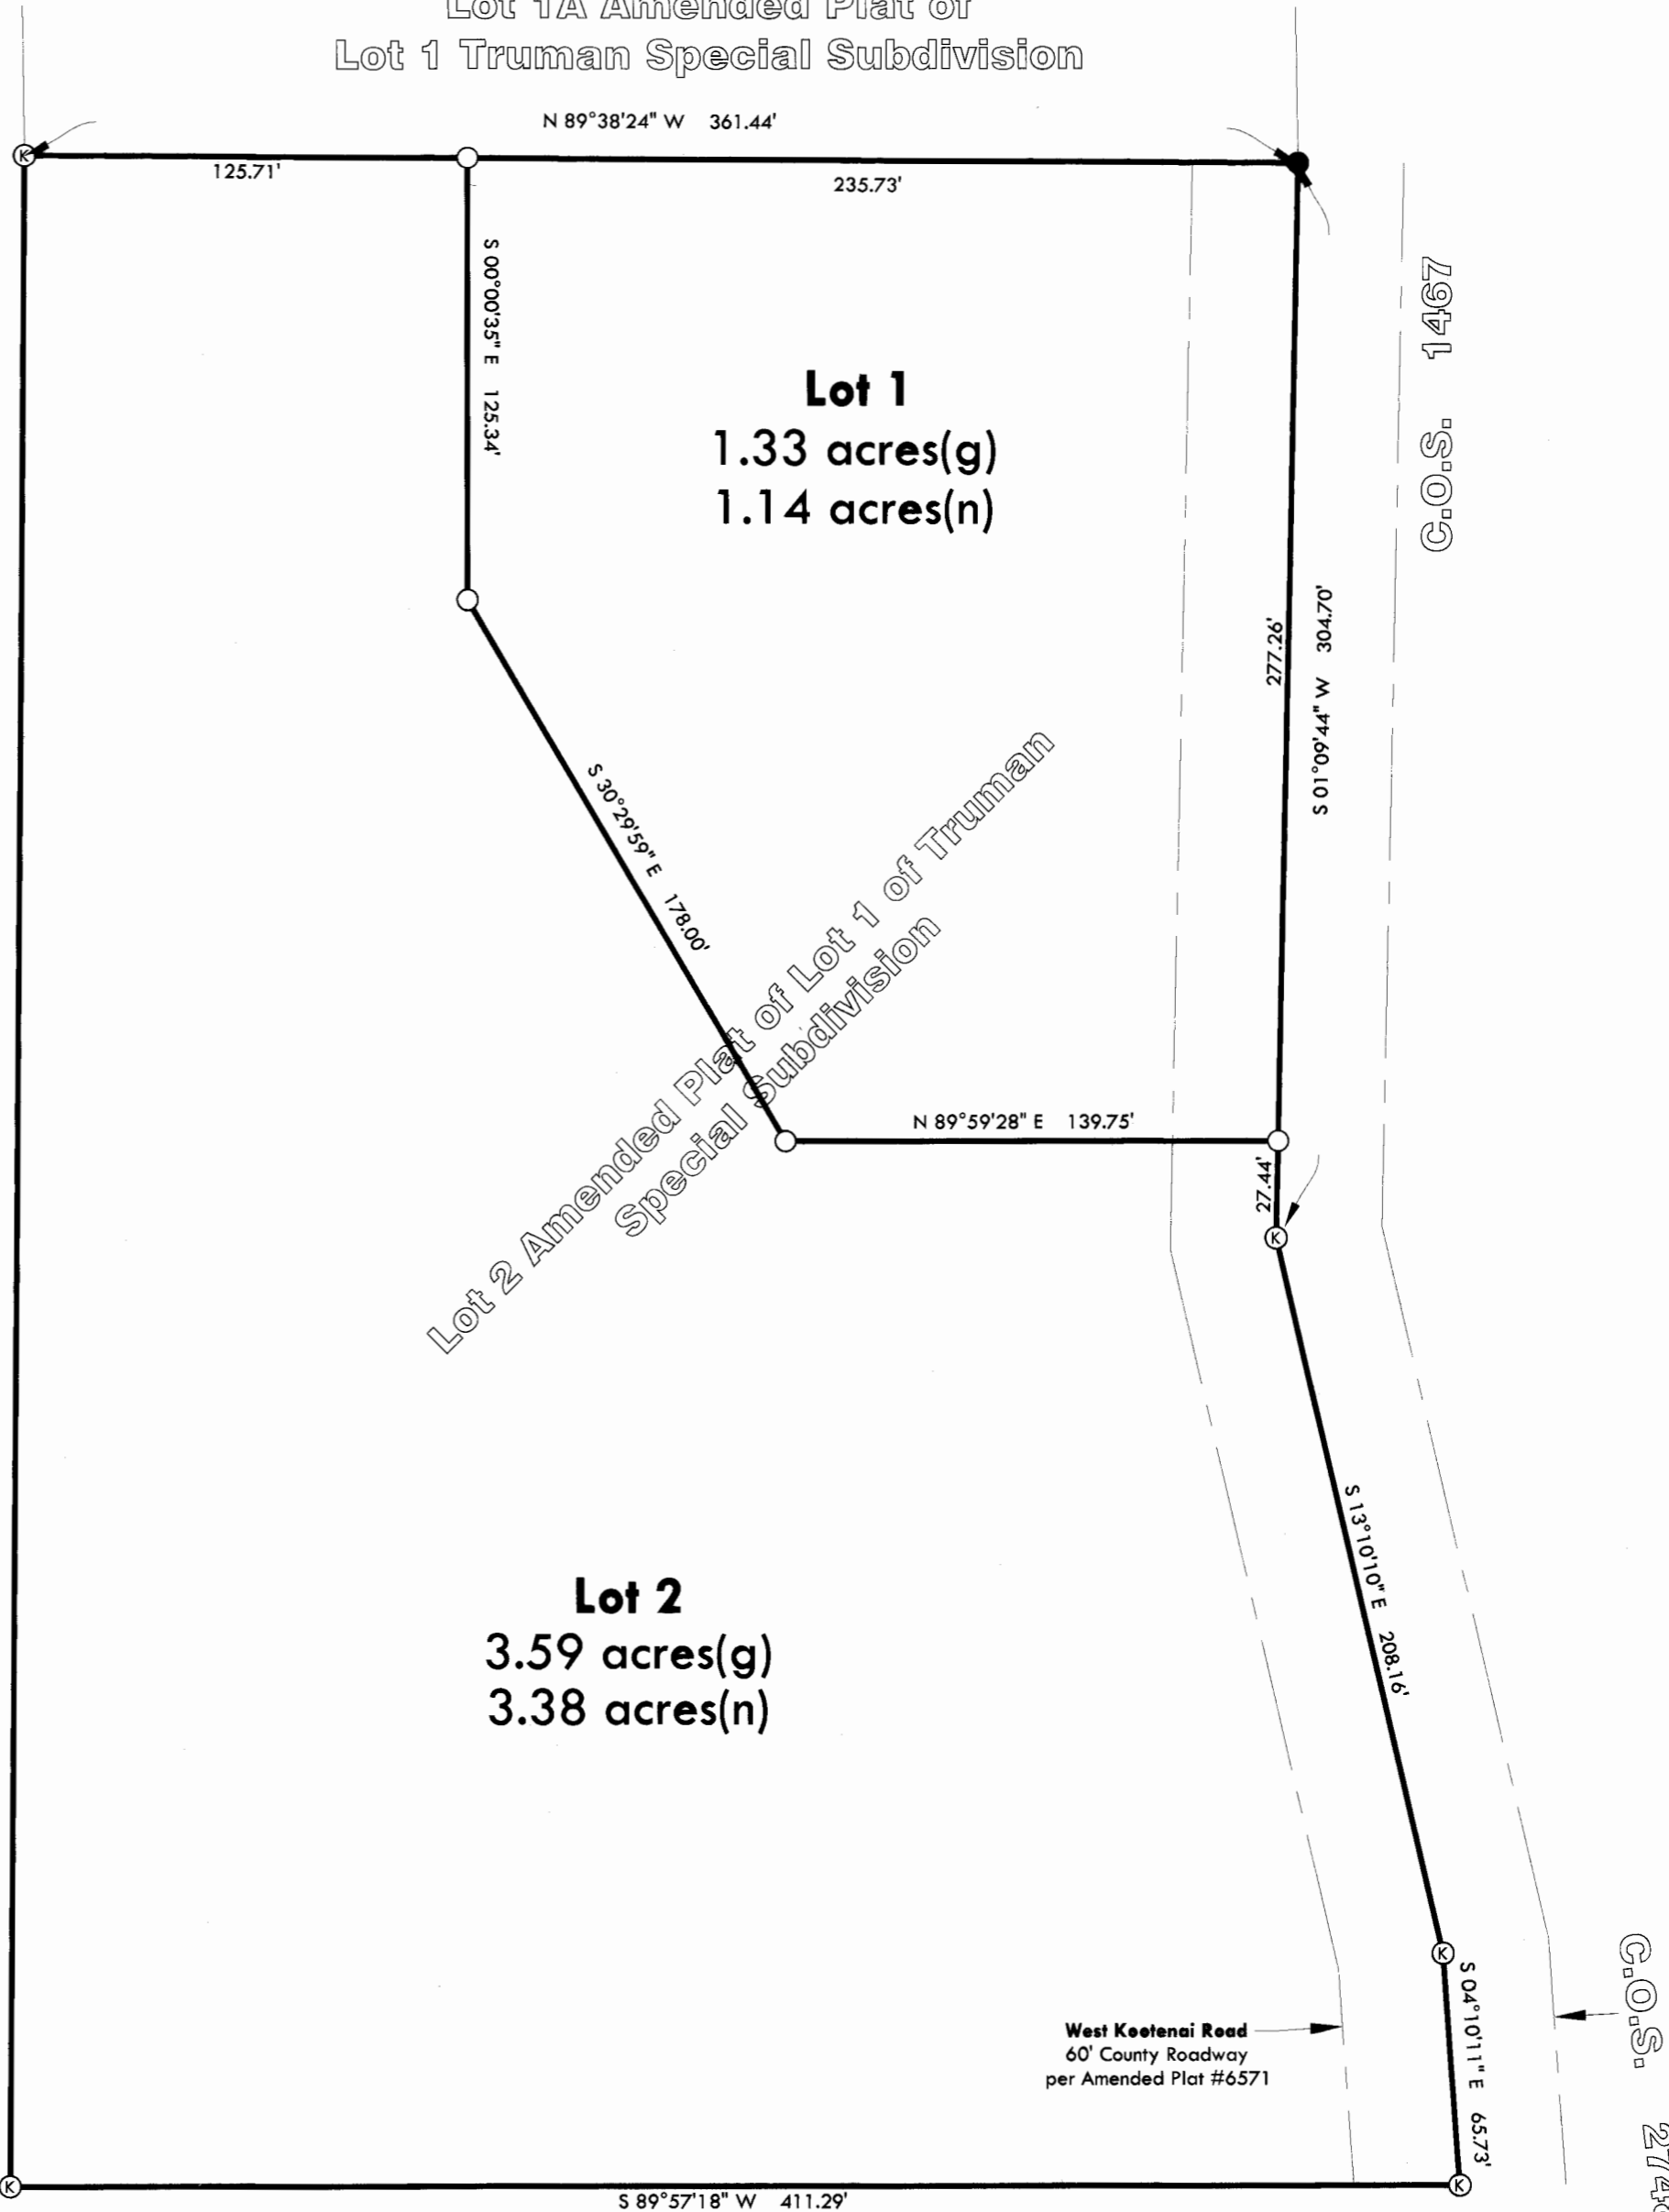 Lot 1A Amended Plat of
Lot 1 Truman Special Subdivision
N 89°38'24" W 361.44'
125.71'
235.73'
S 00°00'35" E 125.34'
Lot 1
1.33 acres(g)
1.14 acres(n)
C.O.S. 1467
277.26'
S 01°09'44" W 304.70'
S 30°29'59" E 178.00'
Lot 2 Amended Plat of Lot 1 of Truman
Special Subdivision
N 89°59'28" E 139.75'
27.44'
K
K
S 13°10'10" E 208.16'
Lot 2
3.59 acres(g)
3.38 acres(n)
K
S 04°10'11" E 65.73'
West Kootenai Road
60' County Roadway
per Amended Plat #6571
C.O.S.
K
K
S 89°57'18" W 411.29'